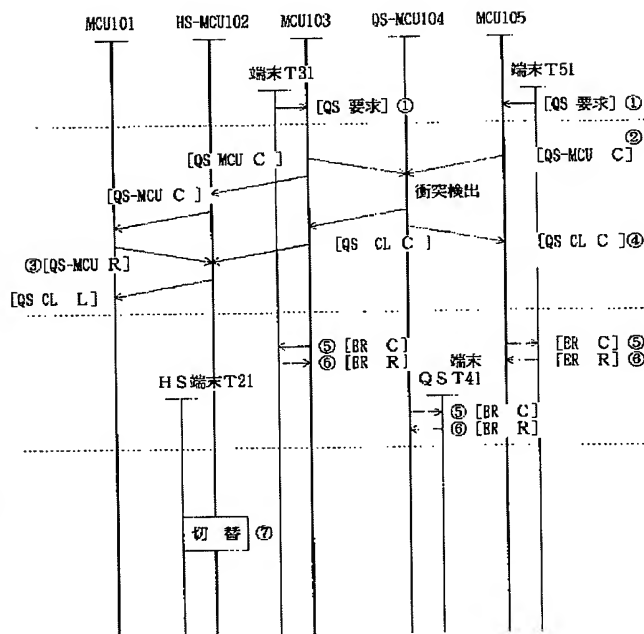 MCU101 HS-MCU102 MCU103 QS-MCU104 MCU105
端末T31 端末T51
[QS 要求] ① [QS 要求] ①
②
[QS MCU C] [QS-MCU C]
[QS-MCU C] 衝突検出
[QS CL C] [QS CL C] ④
③[QS-MCU R]
[QS CL L]
⑤ [BR C] [BR C] ⑤
⑥ [BR R] 端末 [BR R] ⑥
HS端末T21 QST41
⑤ [BR C]
⑥ [BR R]
切 替 ⑦